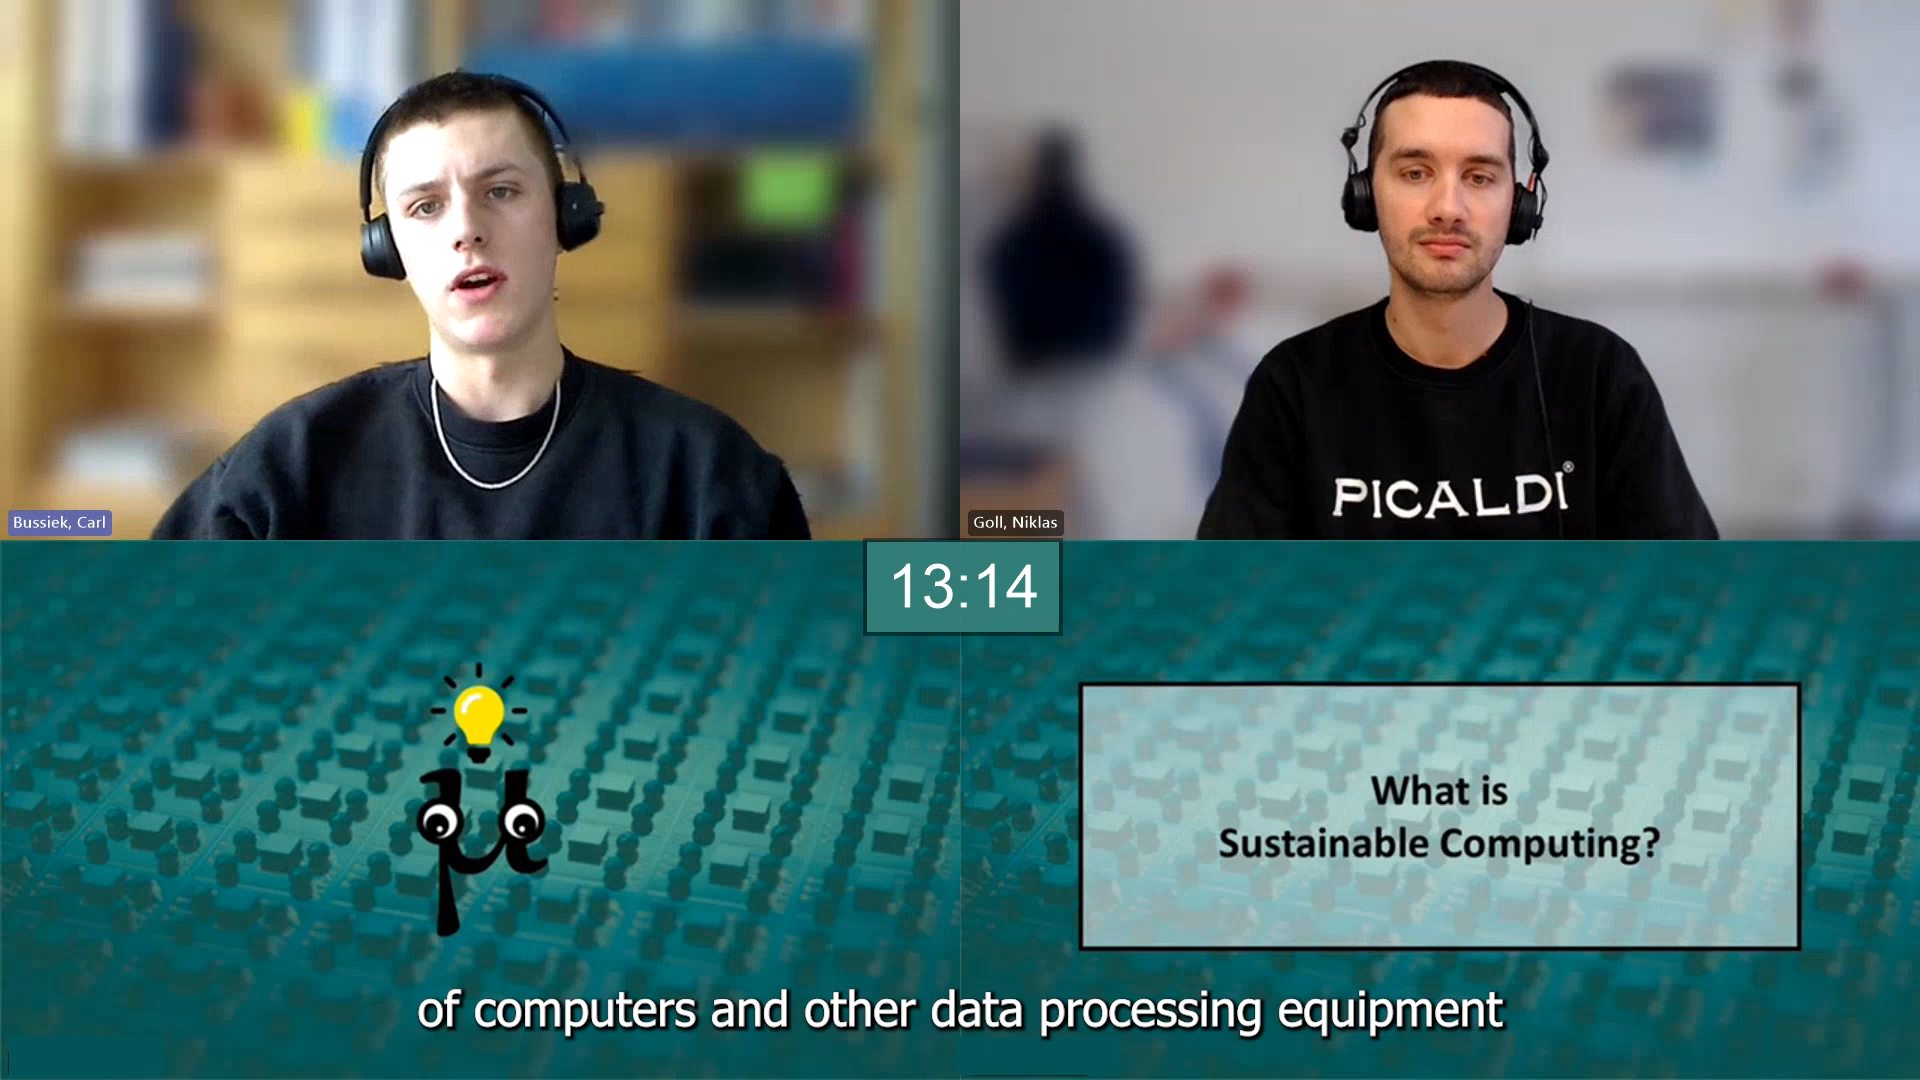 Bussiek, Carl
PICALDI®
Goll, Niklas
13:14
μ
What is
Sustainable Computing?
of computers and other data processing equipment